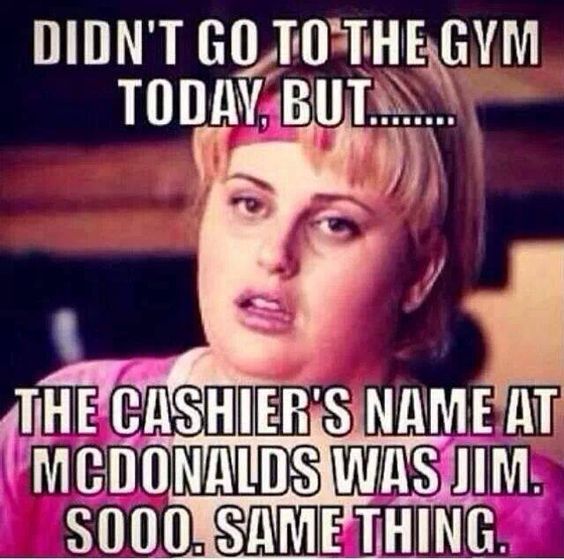 DIDN'T GO TO THE GYM
TODAY, BUT........
THE CASHIER'S NAME AT
MCDONALDS WAS JIM.
SOOO. SAME THING.